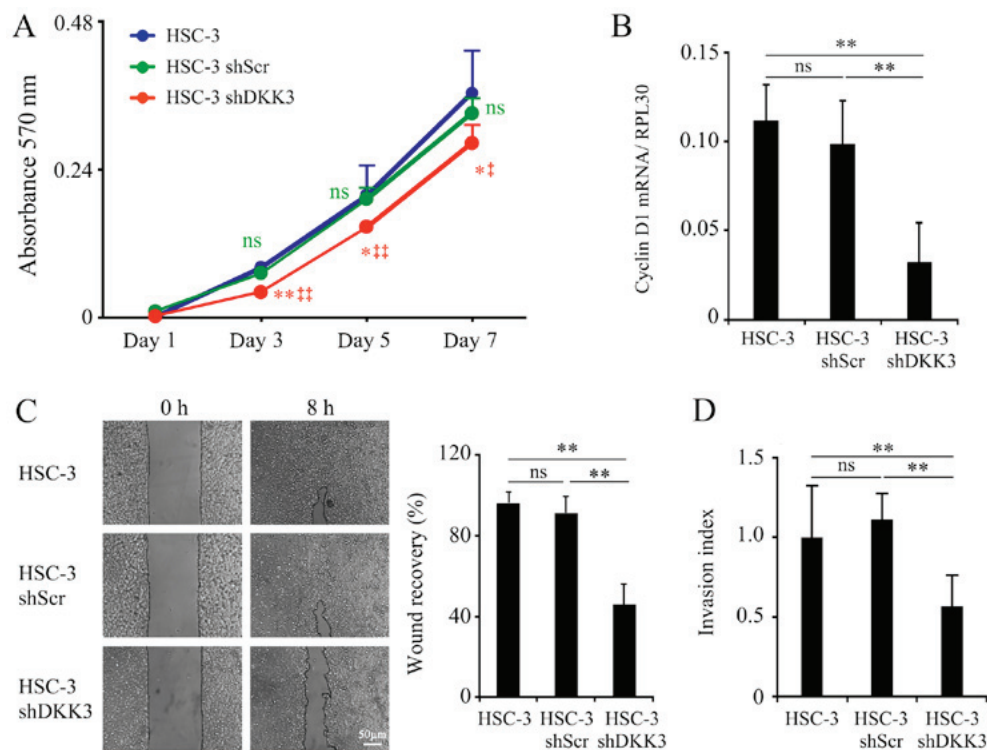 A
0.48
0.24
0
Absorbance 570 nm
HSC-3
HSC-3 shScr
HSC-3 shDKK3
ns
ns
ns
**‡‡
*‡‡
*‡
Day 1 Day 3 Day 5 Day 7
B
0.15
0.10
0.05
0
Cyclin D1 mRNA/ RPL30
**
ns **
HSC-3 HSC-3 HSC-3
shScr shDKK3
C
0 h 8 h
HSC-3
HSC-3
shScr
HSC-3
shDKK3
50μm
120
80
40
0
Wound recovery (%)
**
ns **
HSC-3 HSC-3 HSC-3
shScr shDKK3
D
1.5
1.0
0.5
0
Invasion index
**
ns **
HSC-3 HSC-3 HSC-3
shScr shDKK3